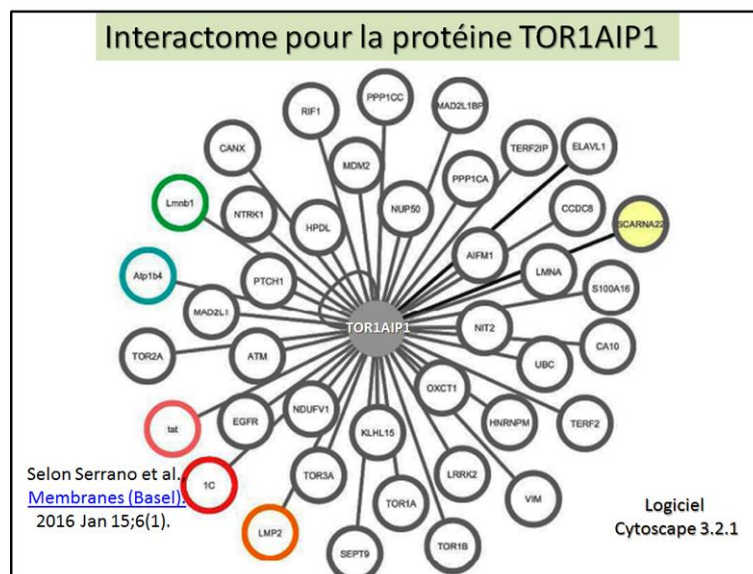 Interactome pour la protéine TOR1AIP1
PPP1CC
RIF1
MAD2L1BP
CANX
MDM2
TERF2IP
ELAVL1
PPP1CA
Lmnb1
NTRK1
HPDL
NUP50
CCDC8
SCARNA22
AIFM1
Atp1b4
PTCH1
LMNA
S100A16
MAD2L1
TOR1AIP1
NIT2
CA10
TOR2A
ATM
UBC
OXCT1
tat
EGFR
NDUFV1
HNRNPM
TERF2
KLHL15
1C
TOR3A
LRRK2
VIM
TOR1A
LMP2
SEPT9
TOR1B
Selon Serrano et al.,
Membranes (Basel).
2016 Jan 15;6(1).
Logiciel
Cytoscape 3.2.1